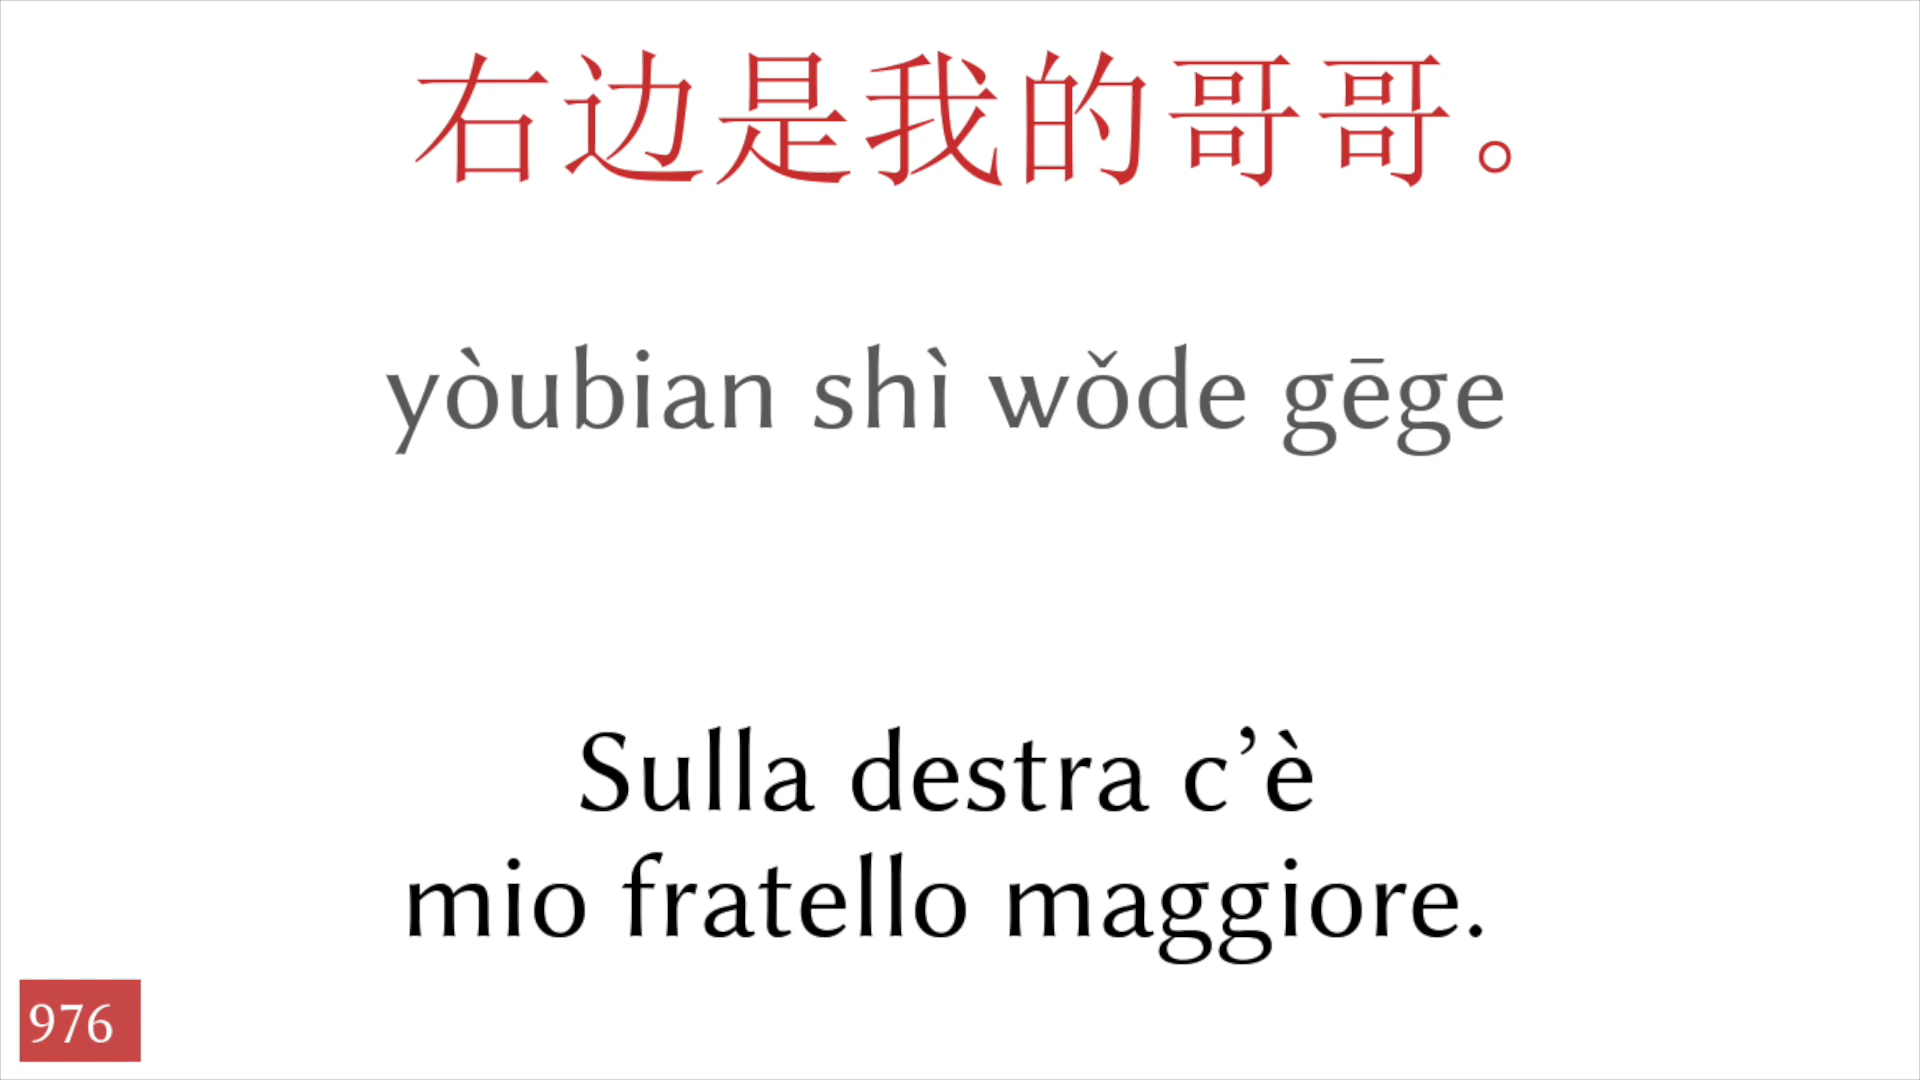 右边是我的哥哥。
yòubian shì wǒde gēge
Sulla destra c’è
mio fratello maggiore.
976